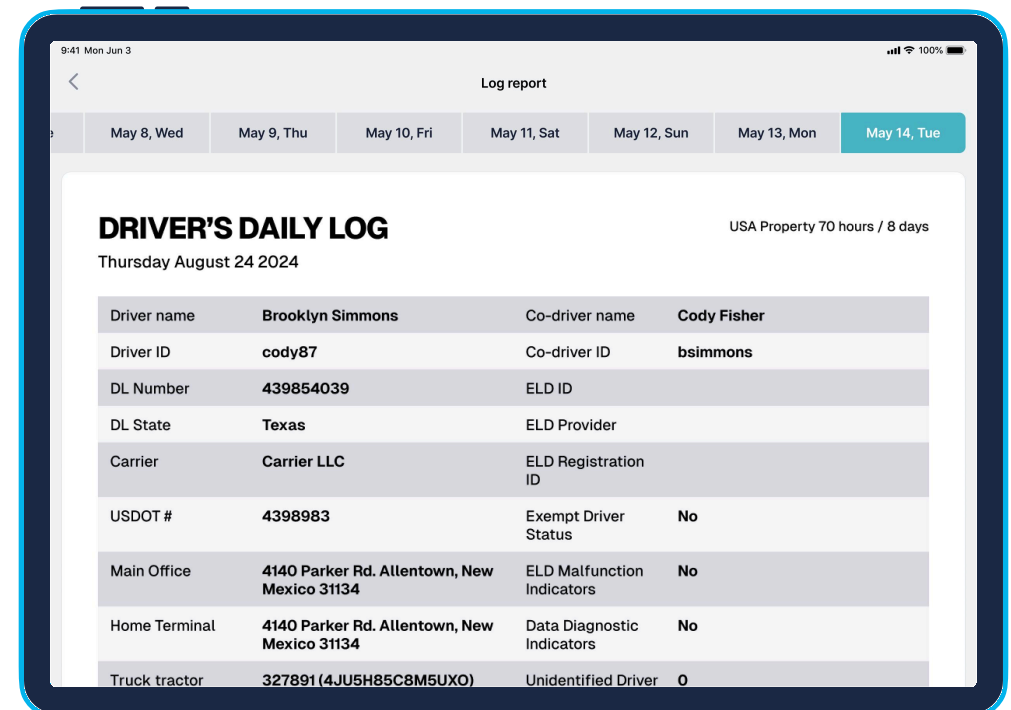 9:41 Mon Jun 3
100%
Log report
May 8, Wed
May 9, Thu
May 10, Fri
May 11, Sat
May 12, Sun
May 13, Mon
May 14, Tue
DRIVER’S DAILY LOG
USA Property 70 hours / 8 days
Thursday August 24 2024
Driver name Brooklyn Simmons Co-driver name Cody Fisher
Driver ID cody87 Co-driver ID bsimmons
DL Number 439854039 ELD ID
DL State Texas ELD Provider
Carrier Carrier LLC ELD Registration
ID
USDOT # 4398983 Exempt Driver No
Status
Main Office 4140 Parker Rd. Allentown, New ELD Malfunction No
Mexico 31134 Indicators
Home Terminal 4140 Parker Rd. Allentown, New Data Diagnostic No
Mexico 31134 Indicators
Truck tractor 327891 (4JU5H85C8M5UXO) Unidentified Driver 0